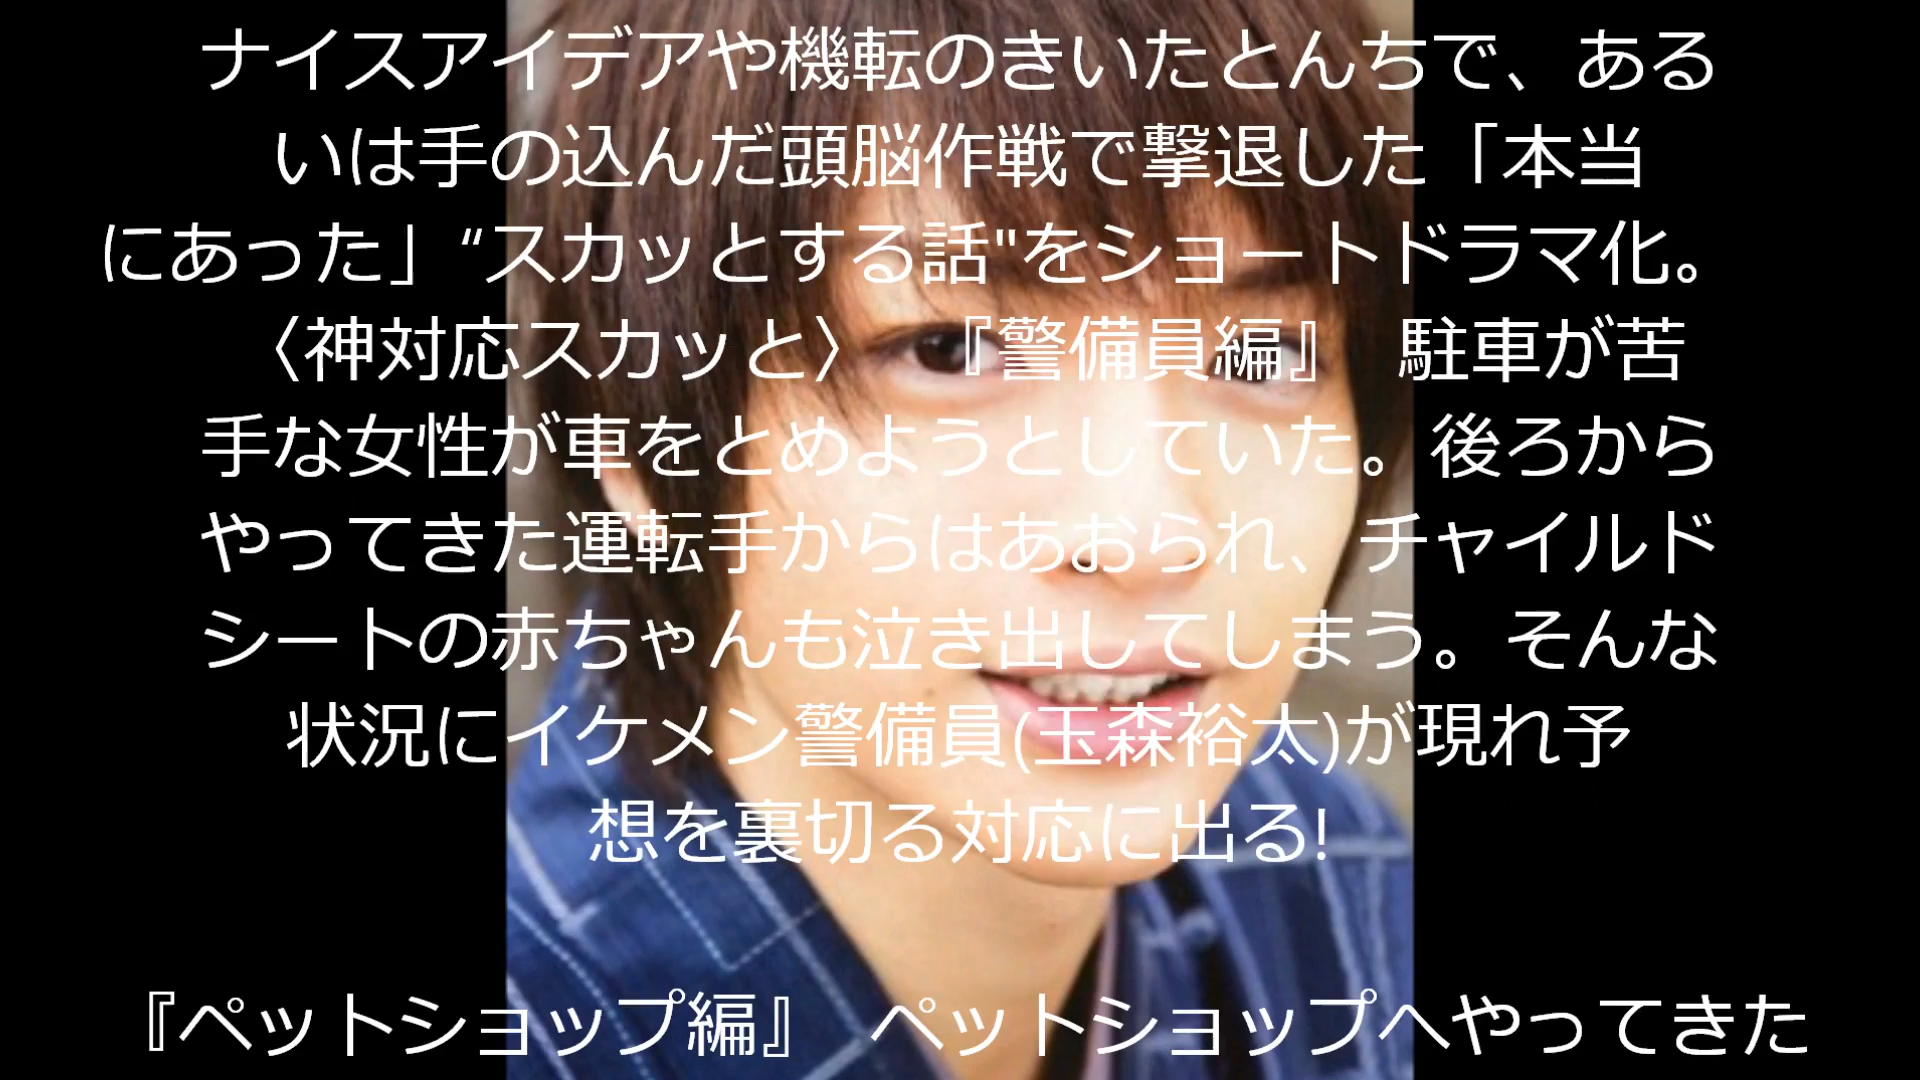 ナイスアイデアや機転のきいたとんちで、ある
いは手の込んだ頭脳作戦で撃退した「本当
にあった」“スカッとする話"をショートドラマ化。
〈神対応スカッと〉　『警備員編』　駐車が苦
手な女性が車をとめようとしていた。後ろから
やってきた運転手からはあおられ、チャイルド
シートの赤ちゃんも泣き出してしまう。そんな
状況にイケメン警備員(玉森裕太)が現れ予
想を裏切る対応に出る!
『ペットショップ編』　ペットショップへやってきた